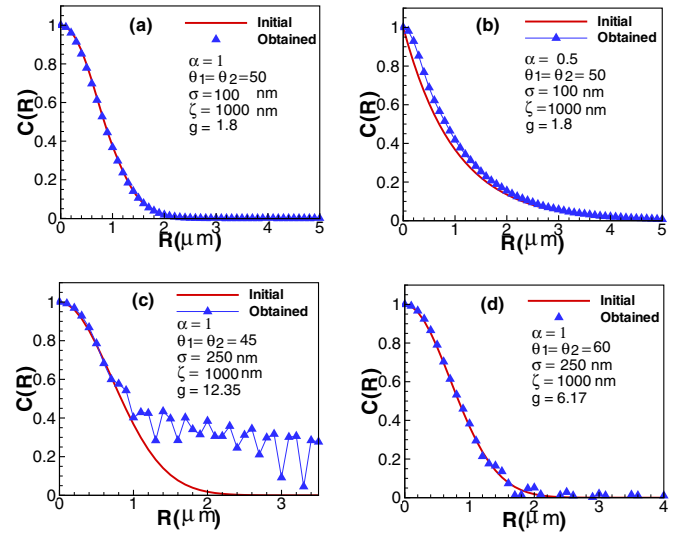 (a)
Initial
Obtained
α = 1
θ1= θ2=50
σ = 100 nm
ζ = 1000 nm
g = 1.8
C(R)
1
0.8
0.6
0.4
0.2
0
0 1 2 3 4 5
R(μm)
(b)
Initial
Obtained
α = 0.5
θ1= θ2= 50
σ = 100 nm
ζ = 1000nm
g = 1.8
C(R)
1
0.8
0.6
0.4
0.2
0
0 1 2 3 4 5
R(μm)
(c)
Initial
Obtained
α = 1
θ1= θ2= 45
σ = 250 nm
ζ = 1000nm
g = 12.35
C(R)
1
0.8
0.6
0.4
0.2
0
0 1 2 3
R(μm)
(d)
Initial
Obtained
α = 1
θ1= θ2=60
σ = 250 nm
ζ = 1000 nm
g = 6.17
C(R)
1
0.8
0.6
0.4
0.2
0
0 1 2 3 4
R(μm)